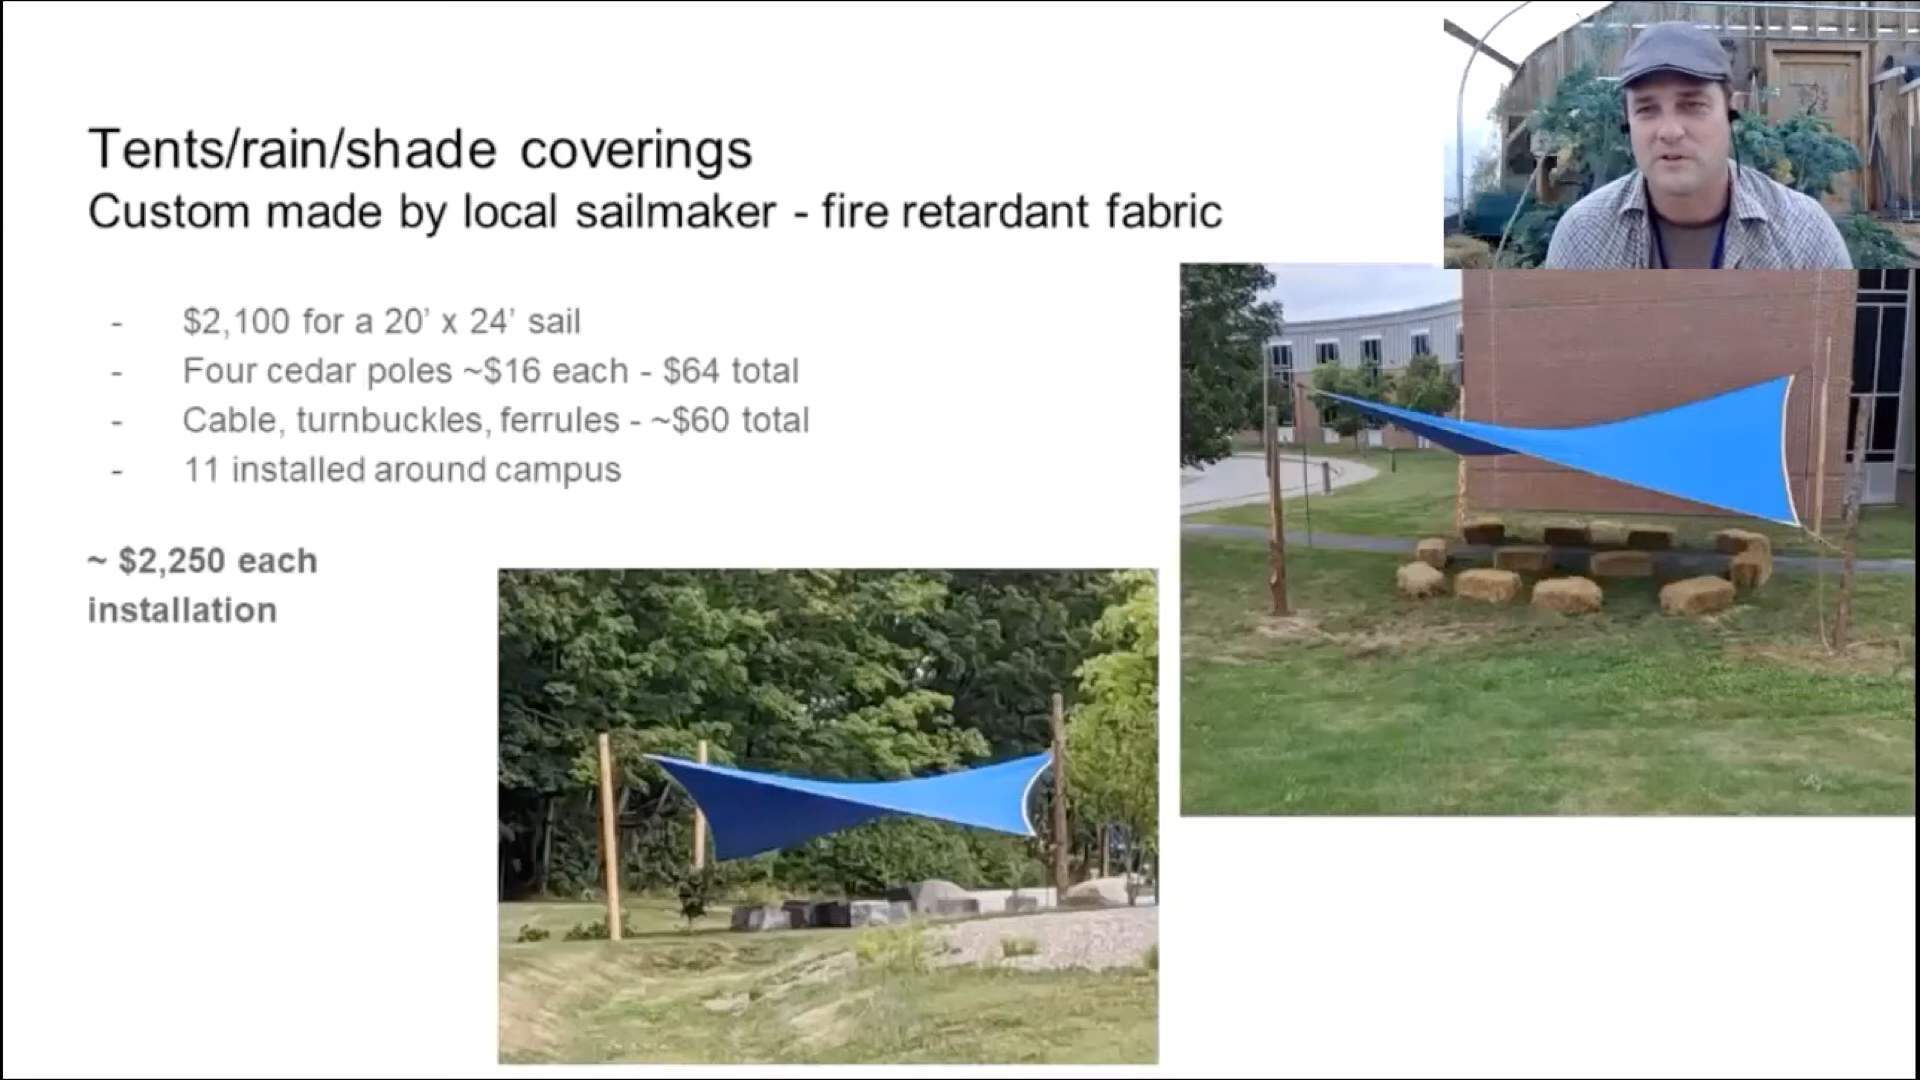 Tents/rain/shade coverings
Custom made by local sailmaker - fire retardant fabric
- $2,100 for a 20’ x 24’ sail
- Four cedar poles ~$16 each - $64 total
- Cable, turnbuckles, ferrules - ~$60 total
- 11 installed around campus
~ $2,250 each
installation